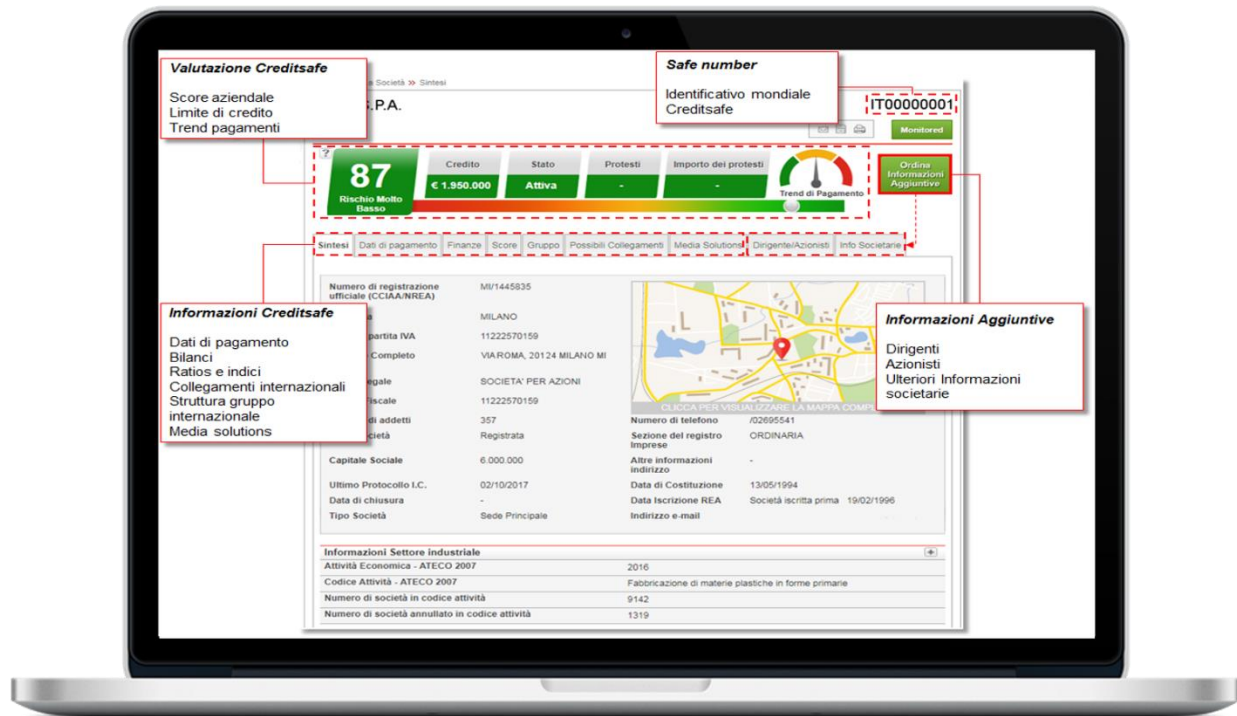 Valutazione Creditsafe
Score aziendale
Limite di credito
Trend pagamenti
Safe number
Identificativo mondiale
Creditsafe
e Società » Sintesi
S.P.A.
IT00000001
Monitored
?
87
Rischio Molto
Basso
Credito
Stato
Protesti
Importo dei protesti
€ 1.950.000
Attiva
-
-
Trend di Pagamento
Ordina
Informazioni
Aggiuntive
Sintesi
Dati di pagamento
Finanze
Score
Gruppo
Possibili Collegamenti
Media Solutions
Dirigente/Azionisti
Info Societarie
Numero di registrazione
ufficiale (CCIAA/NREA)
MI/1445835
MILANO
partita IVA
11222570159
Completo
VIA ROMA, 20124 MILANO MI
SOCIETA' PER AZIONI
Fiscale
11222570159
di addetti
357
Registrata
Capitale Sociale
6.000.000
Ultimo Protocollo I.C.
02/10/2017
Data di chiusura
-
Tipo Società
Sede Principale
CLICCA PER VISUALIZZARE LA MAPPA
Numero di telefono
/02695541
Sezione del registro
Imprese
ORDINARIA
Altre informazioni
indirizzo
-
Data di Costituzione
13/05/1994
Data Iscrizione REA
Società iscritta prima 19/02/1996
Indirizzo e-mail
Informazioni Creditsafe
Dati di pagamento
Bilanci
Ratios e indici
Collegamenti internazionali
Struttura gruppo
internazionale
Media solutions
Informazioni Aggiuntive
Dirigenti
Azionisti
Ulteriori Informazioni
societarie
Informazioni Settore industriale
Attività Economica - ATECO 2007
2016
Codice Attività - ATECO 2007
Fabbricazione di materie plastiche in forme primarie
Numero di società in codice attività
9142
Numero di società annullato in codice attività
1319